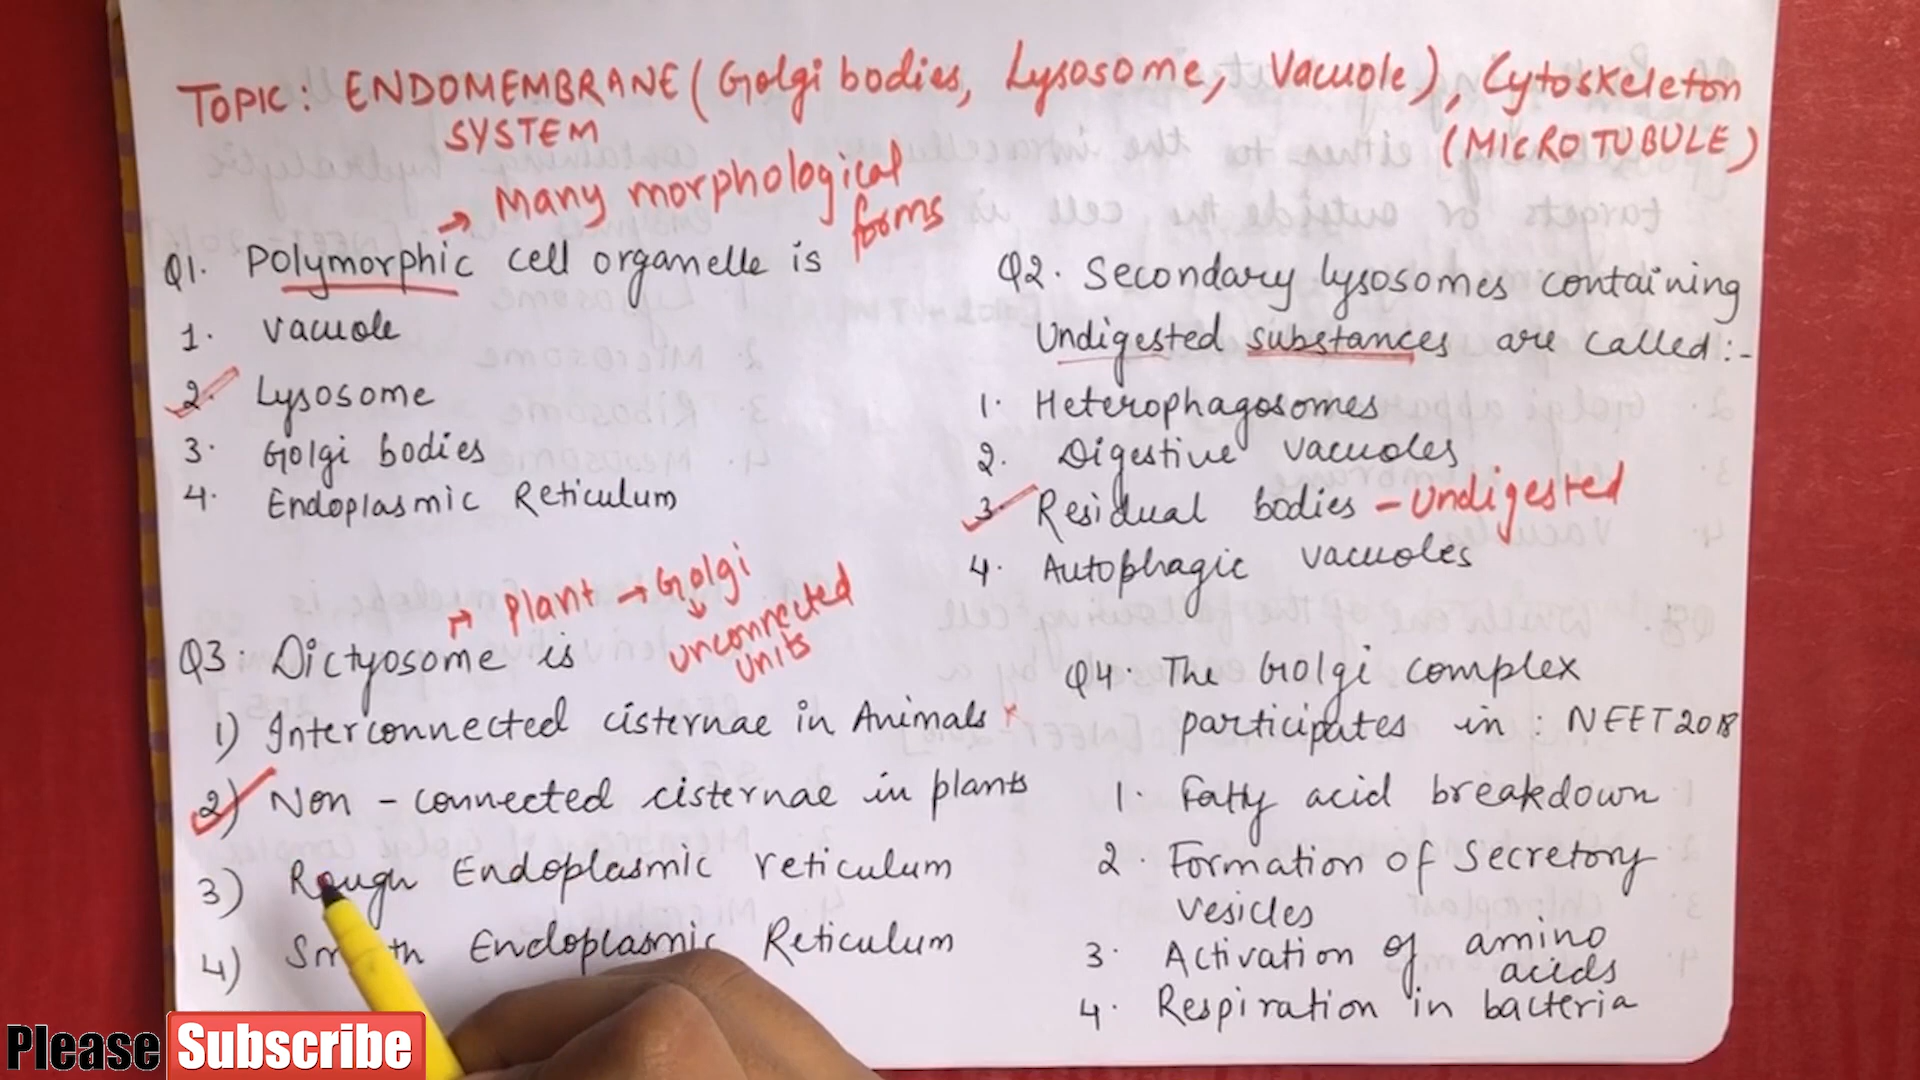 TOPIC: ENDOMEMBRANE (Golgi bodies, Lysosome, Vacuole), Cytoskeleton
SYSTEM
(MICROTUBULE)
→ Many morphological
forms
Q1. Polymorphic cell organelle is
1. Vacuole
2. Lysosome
3. Golgi bodies
4. Endoplasmic Reticulum
Q2. Secondary lysosomes containing
Undigested substances are called:-
1. Heterophagosomes
2. Digestive vacuoles
3. Residual bodies - Undigested
4. Autophagic vacuoles
→ Plant → Golgi
unconnected
units
Q3: Dictyosome is
1) Interconnected cisternae in Animals x
2) Non - connected cisternae in plants
3) Rough Endoplasmic reticulum
4) Endoplasmic Reticulum
Q4. The Golgi complex
participates in : NEET 2018
1. Fatty acid breakdown
2. Formation of Secretory
vesicles
3. Activation of amino
acids
4. Respiration in bacteria
Please Subscribe